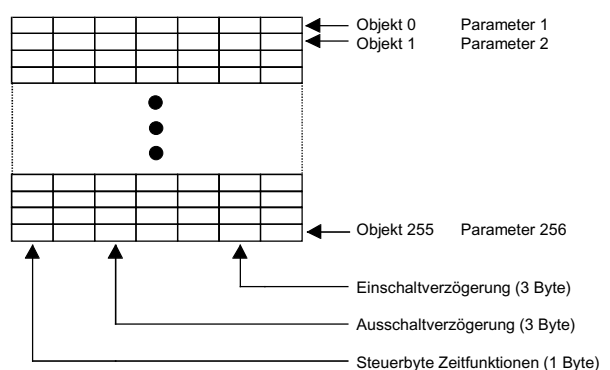 Objekt 0 Parameter 1
Objekt 1 Parameter 2
Objekt 255 Parameter 256
Einschaltverzögerung (3 Byte)
Ausschaltverzögerung (3 Byte)
Steuerbyte Zeitfunktionen (1 Byte)